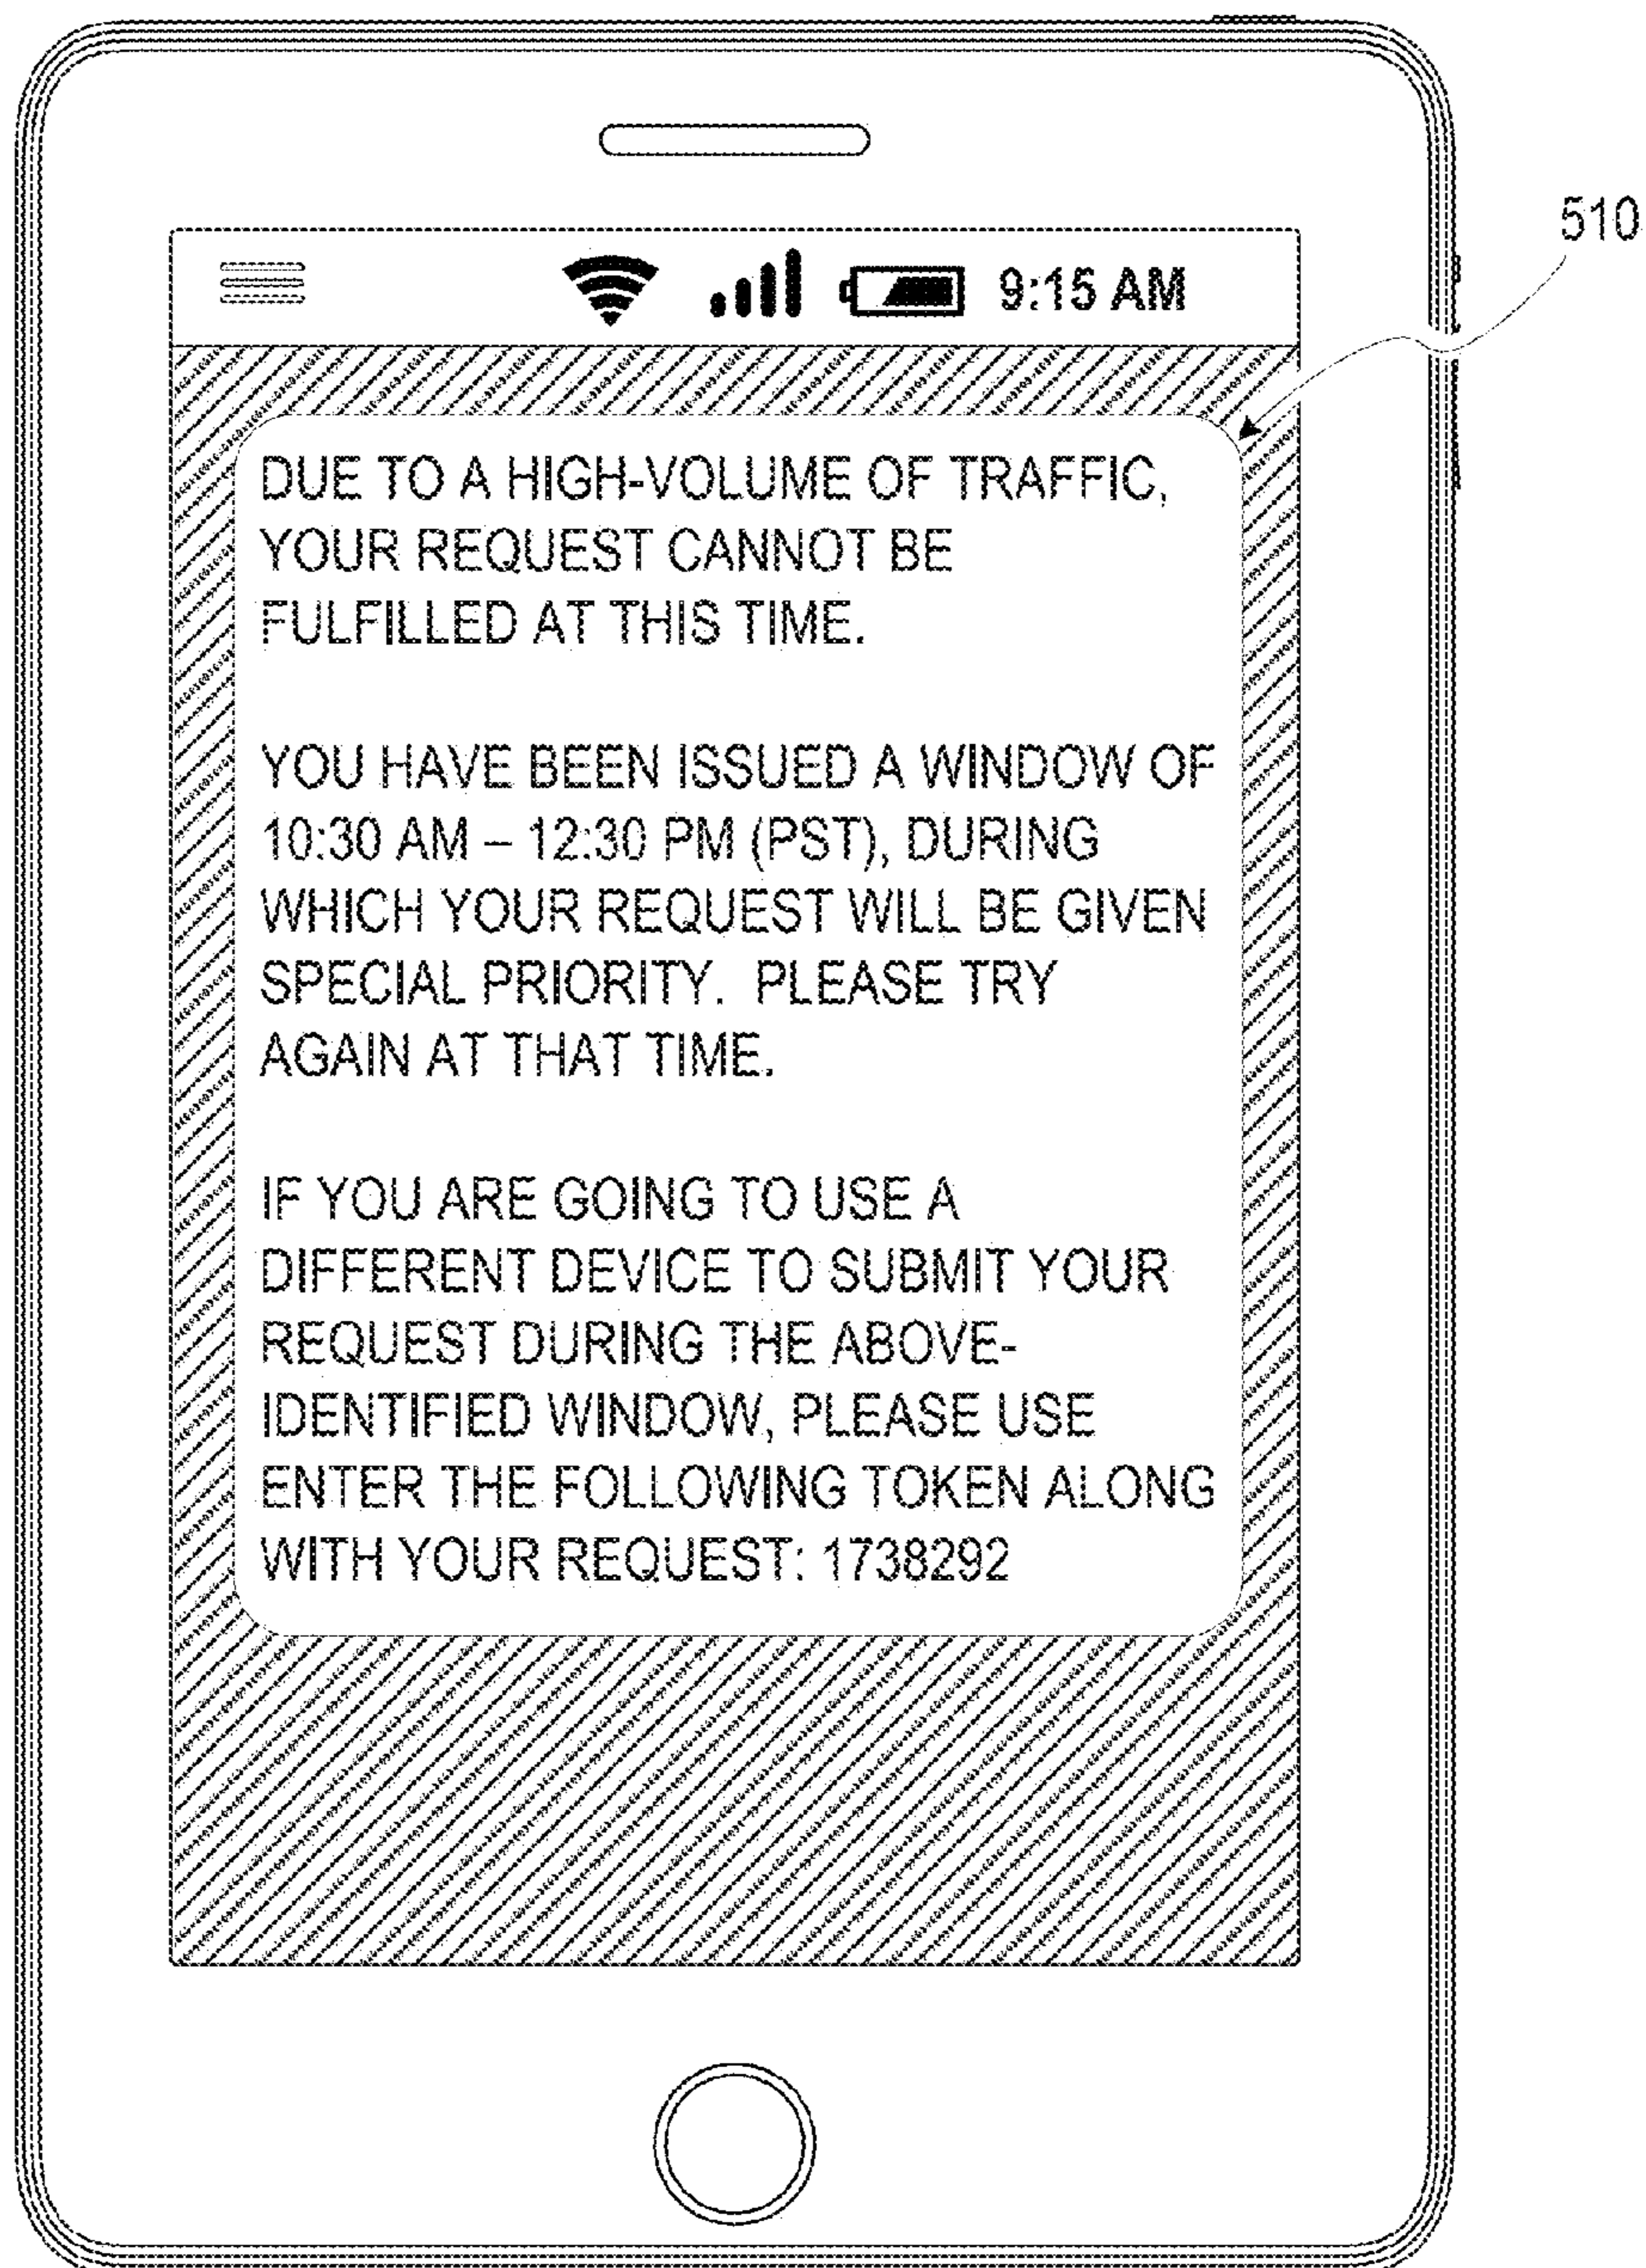 510
9:15 AM
DUE TO A HIGH-VOLUME OF TRAFFIC,
YOUR REQUEST CANNOT BE
FULFILLED AT THIS TIME.
YOU HAVE BEEN ISSUED A WINDOW OF
10:30 AM – 12:30 PM (PST), DURING
WHICH YOUR REQUEST WILL BE GIVEN
SPECIAL PRIORITY. PLEASE TRY
AGAIN AT THAT TIME.
IF YOU ARE GOING TO USE A
DIFFERENT DEVICE TO SUBMIT YOUR
REQUEST DURING THE ABOVE-
IDENTIFIED WINDOW, PLEASE USE
ENTER THE FOLLOWING TOKEN ALONG
WITH YOUR REQUEST: 1738292